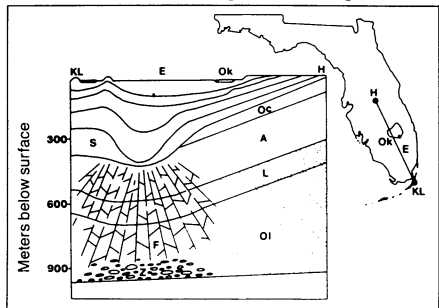 KL E Ok H
Oc
S A
300
L
600
F
Ol
900
B Z
Meters below surface
H
Ok
E
KL